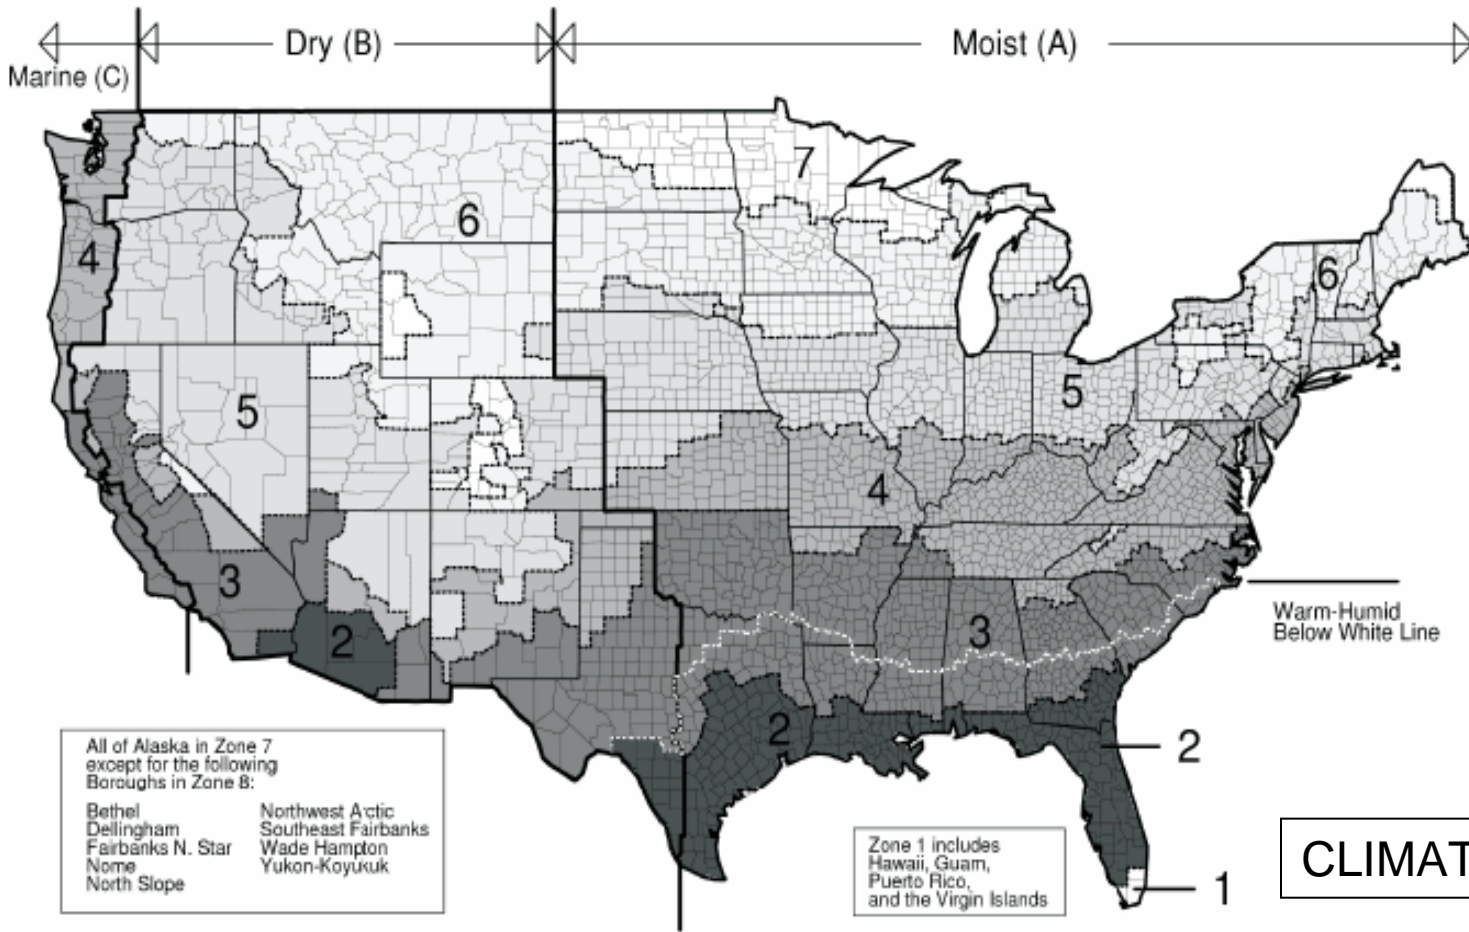 Dry (B)
Moist (A)
Marine (C)
7
6
4
6
5
5
4
3
3
2
2
Warm-Humid
Below White Line
2
1
All of Alaska in Zone 7
except for the following
Boroughs in Zone 8:
Bethel Northwest Arctic
Dellingham Southeast Fairbanks
Fairbanks N. Star Wade Hampton
Nome Yukon-Koyukuk
North Slope
Zone 1 includes
Hawaii, Guam,
Puerto Rico,
and the Virgin Islands
CLIMAT